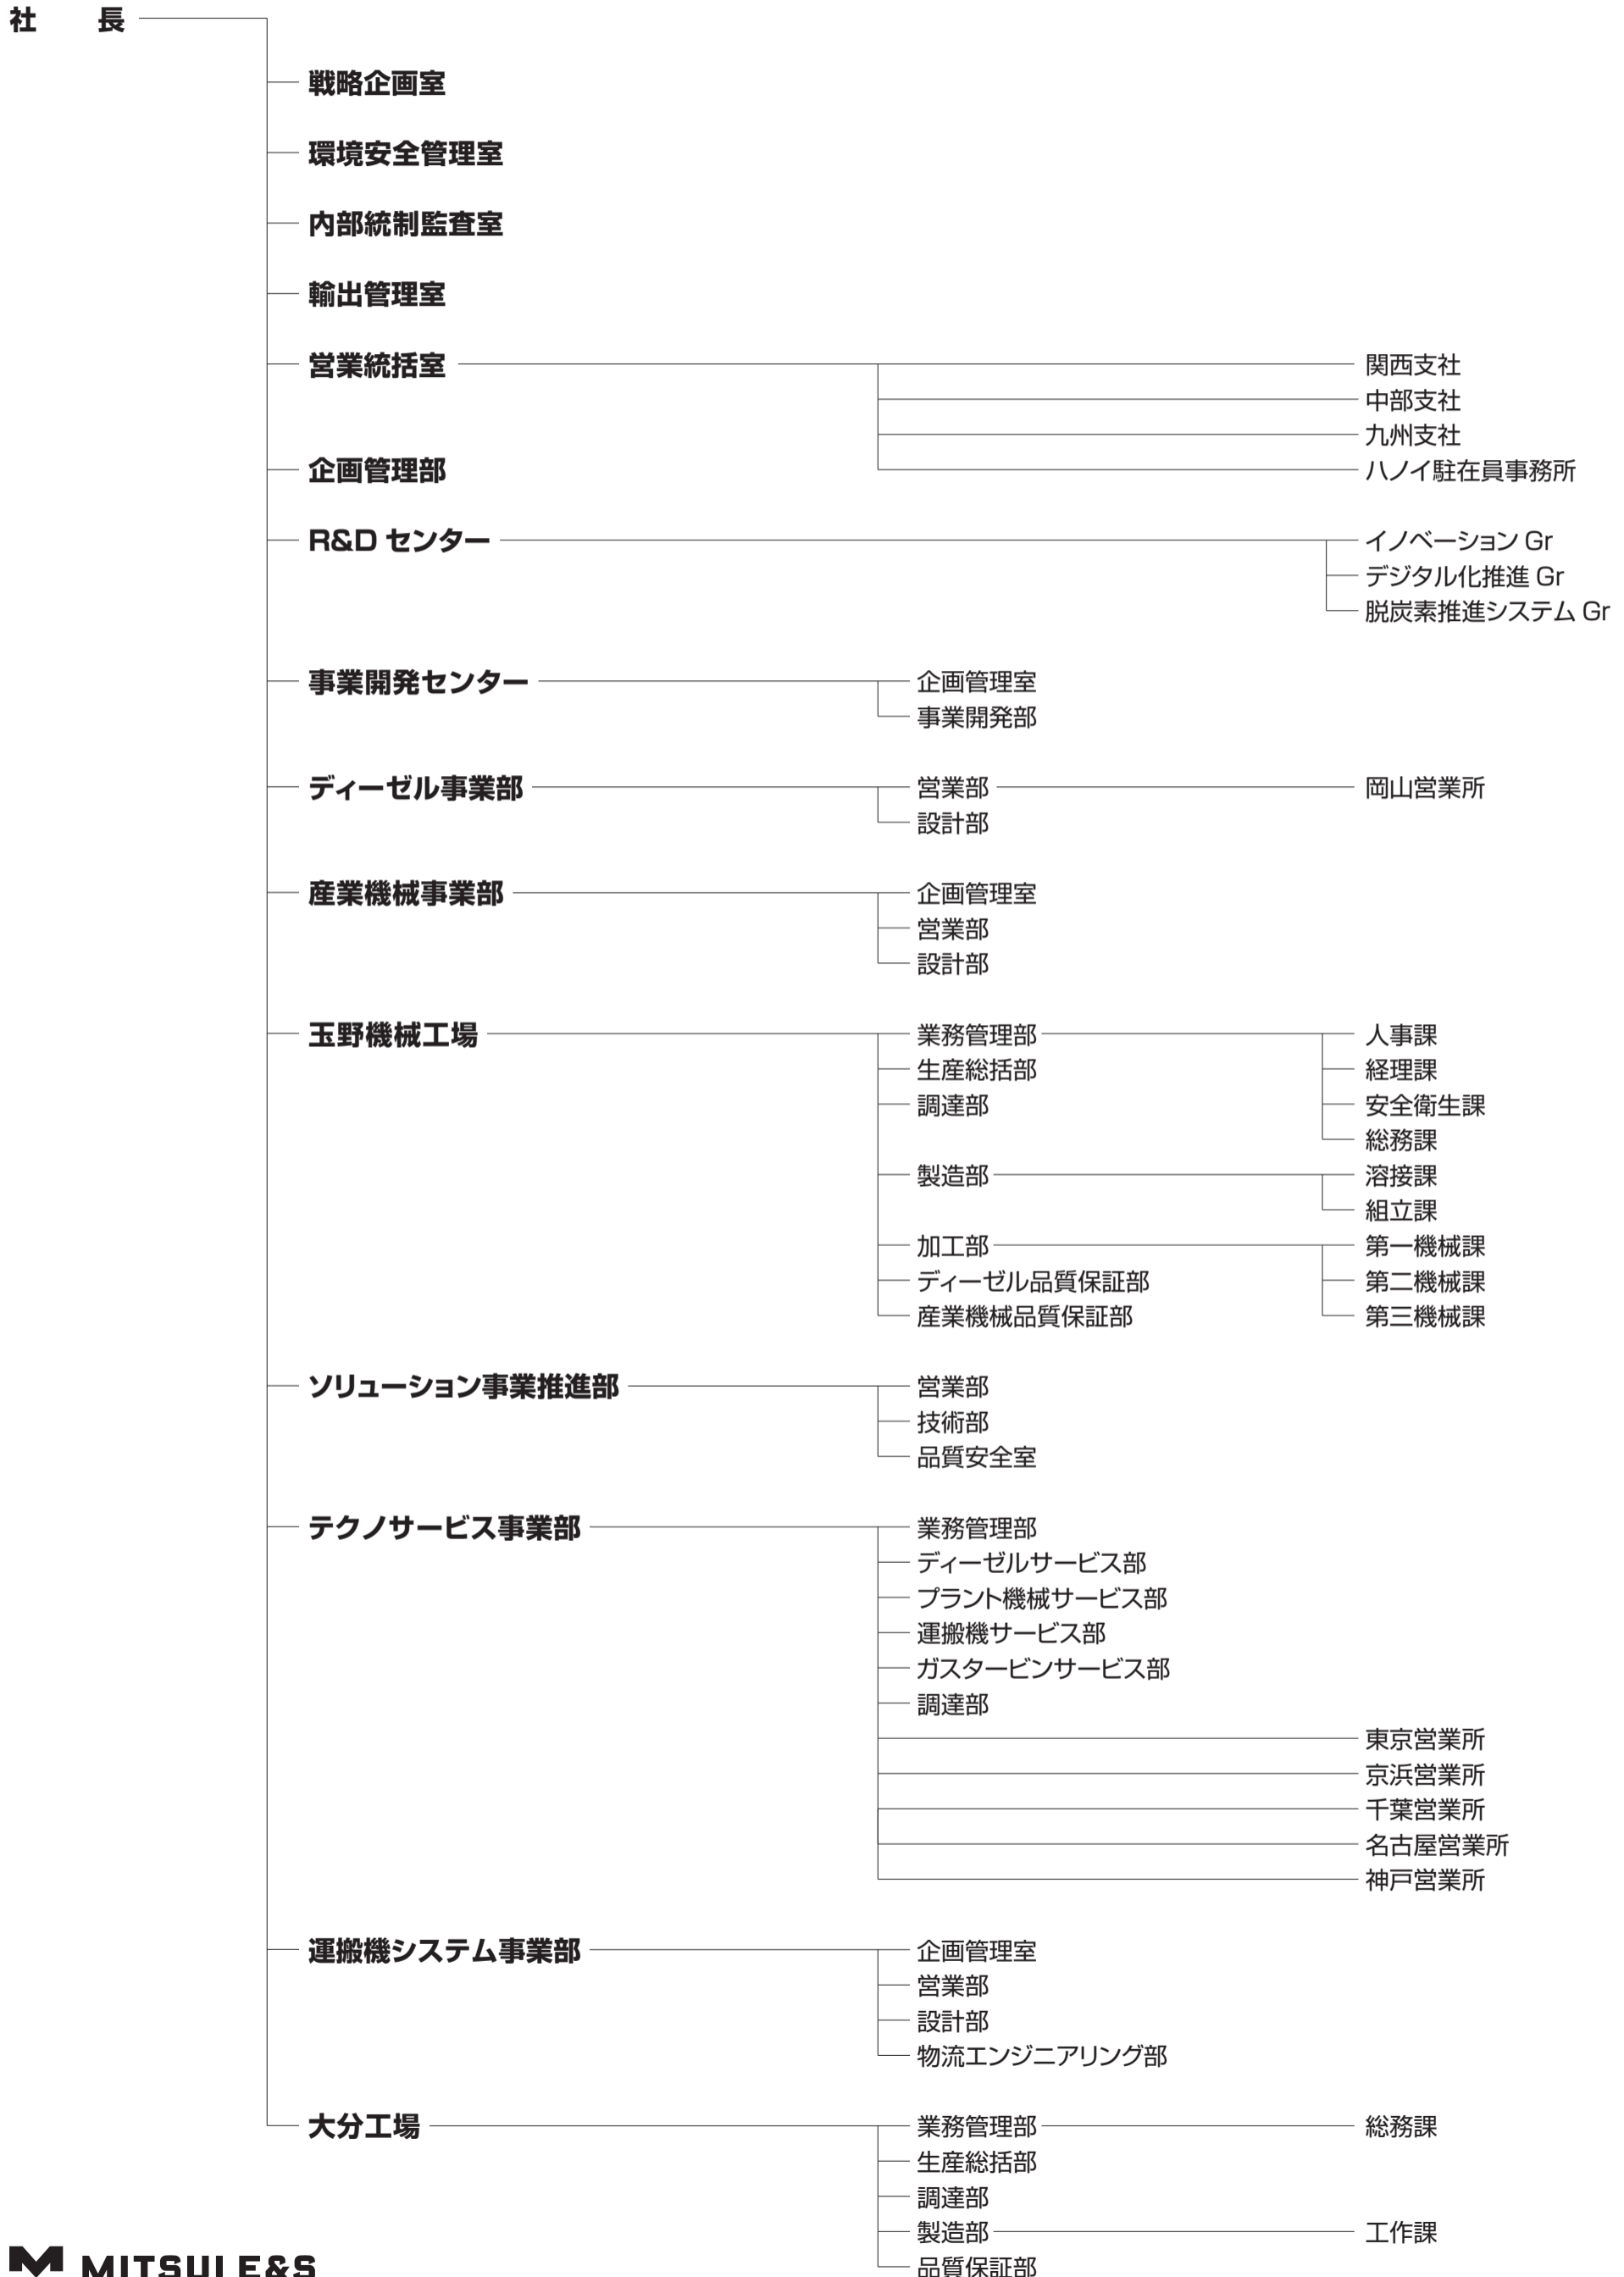 社　長
戦略企画室
環境安全管理室
内部統制監査室
輸出管理室
営業統括室 関西支社
中部支社
九州支社
企画管理部 ハノイ駐在員事務所
R&D センター イノベーション Gr
デジタル化推進 Gr
脱炭素推進システム Gr
事業開発センター 企画管理室
事業開発部
ディーゼル事業部 営業部 岡山営業所
設計部
産業機械事業部 企画管理室
営業部
設計部
玉野機械工場 業務管理部 人事課
生産総括部 経理課
調達部 安全衛生課
総務課
製造部 溶接課
組立課
加工部 第一機械課
ディーゼル品質保証部 第二機械課
産業機械品質保証部 第三機械課
ソリューション事業推進部 営業部
技術部
品質安全室
テクノサービス事業部 業務管理部
ディーゼルサービス部
プラント機械サービス部
運搬機サービス部
ガスタービンサービス部
調達部
東京営業所
京浜営業所
千葉営業所
名古屋営業所
神戸営業所
運搬機システム事業部 企画管理室
営業部
設計部
物流エンジニアリング部
大分工場 業務管理部 総務課
生産総括部
調達部
製造部 工作課
品質保証部
MITSUI E&S